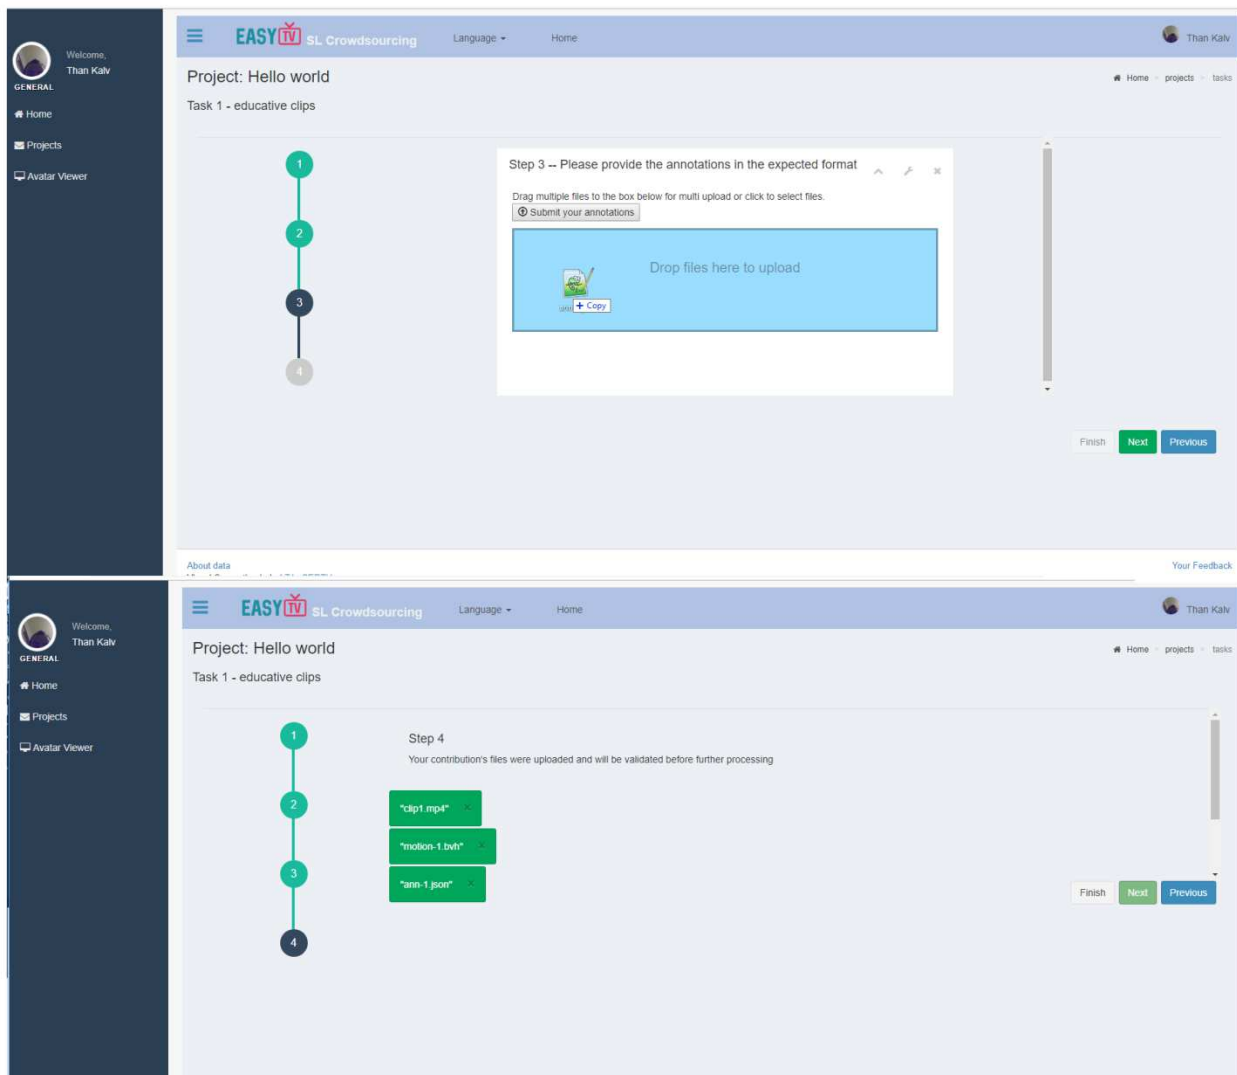 EASY TV SL Crowdsourcing
Language
Home
Than Kalv
Welcome,
Than Kalv
GENERAL
Home
Projects
Avatar Viewer
Project: Hello world
Home projects tasks
Task 1 - educative clips
1
2
3
4
Step 3 -- Please provide the annotations in the expected format
Drag multiple files to the box below for multi upload or click to select files.
Submit your annotations
Drop files here to upload
+ Copy
Finish Next Previous
About data
Your Feedback
EASY TV SL Crowdsourcing
Language
Home
Than Kalv
Welcome,
Than Kalv
GENERAL
Home
Projects
Avatar Viewer
Project: Hello world
Home projects tasks
Task 1 - educative clips
1
2
3
4
Step 4
Your contribution's files were uploaded and will be validated before further processing
"clip1.mp4" ×
"motion-1.bvh" ×
"ann-1.json" ×
Finish Next Previous